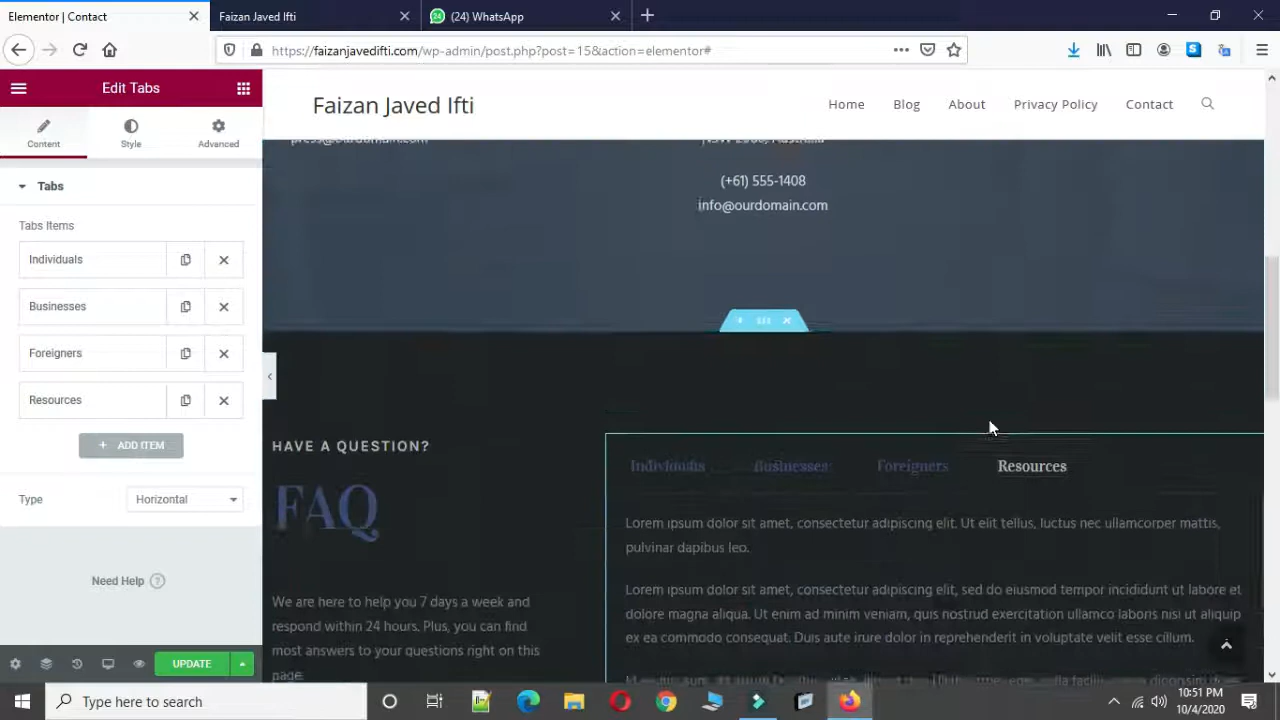 Elementor | Contact
Faizan Javed Ifti
(24) WhatsApp
https://faizanjavedifti.com/wp-admin/post.php?post=15&action=elementor#
Edit Tabs
Content
Style
Advanced
Tabs
Tabs Items
Individuals
Businesses
Foreigners
Resources
ADD ITEM
Type
Horizontal
Need Help
UPDATE
Faizan Javed Ifti
Home
Blog
About
Privacy Policy
Contact
press@ourdomain.com
NSW 2060, Australia
(+61) 555-1408
info@ourdomain.com
HAVE A QUESTION?
FAQ
We are here to help you 7 days a week and
respond within 24 hours. Plus, you can find
most answers to your questions right on this
page.
Individuals
Businesses
Foreigners
Resources
Lorem ipsum dolor sit amet, consectetur adipiscing elit. Ut elit tellus, luctus nec ullamcorper mattis,
pulvinar dapibus leo.
Lorem ipsum dolor sit amet, consectetur adipiscing elit, sed do eiusmod tempor incididunt ut labore et
dolore magna aliqua. Ut enim ad minim veniam, quis nostrud exercitation ullamco laboris nisi ut aliquip
ex ea commodo consequat. Duis aute irure dolor in reprehenderit in voluptate velit esse cillum.
Type here to search
10:51 PM
10/4/2020